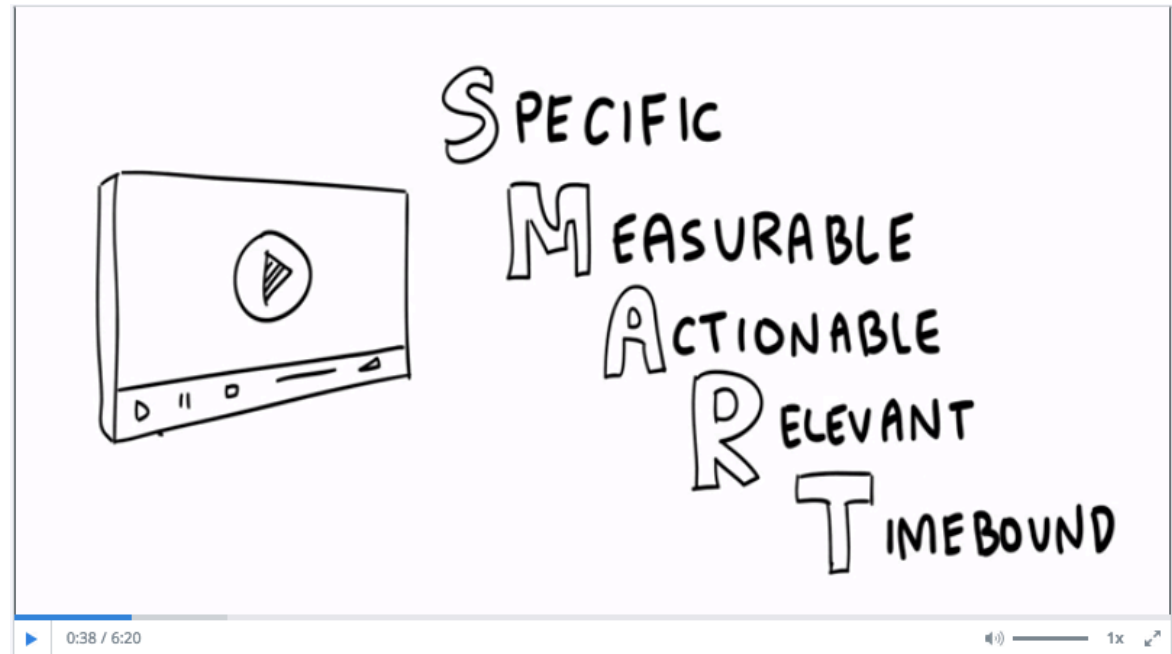 SPECIFIC
MEASURABLE
ACTIONABLE
RELEVANT
TIMEBOUND
0:38 / 6:20
1x